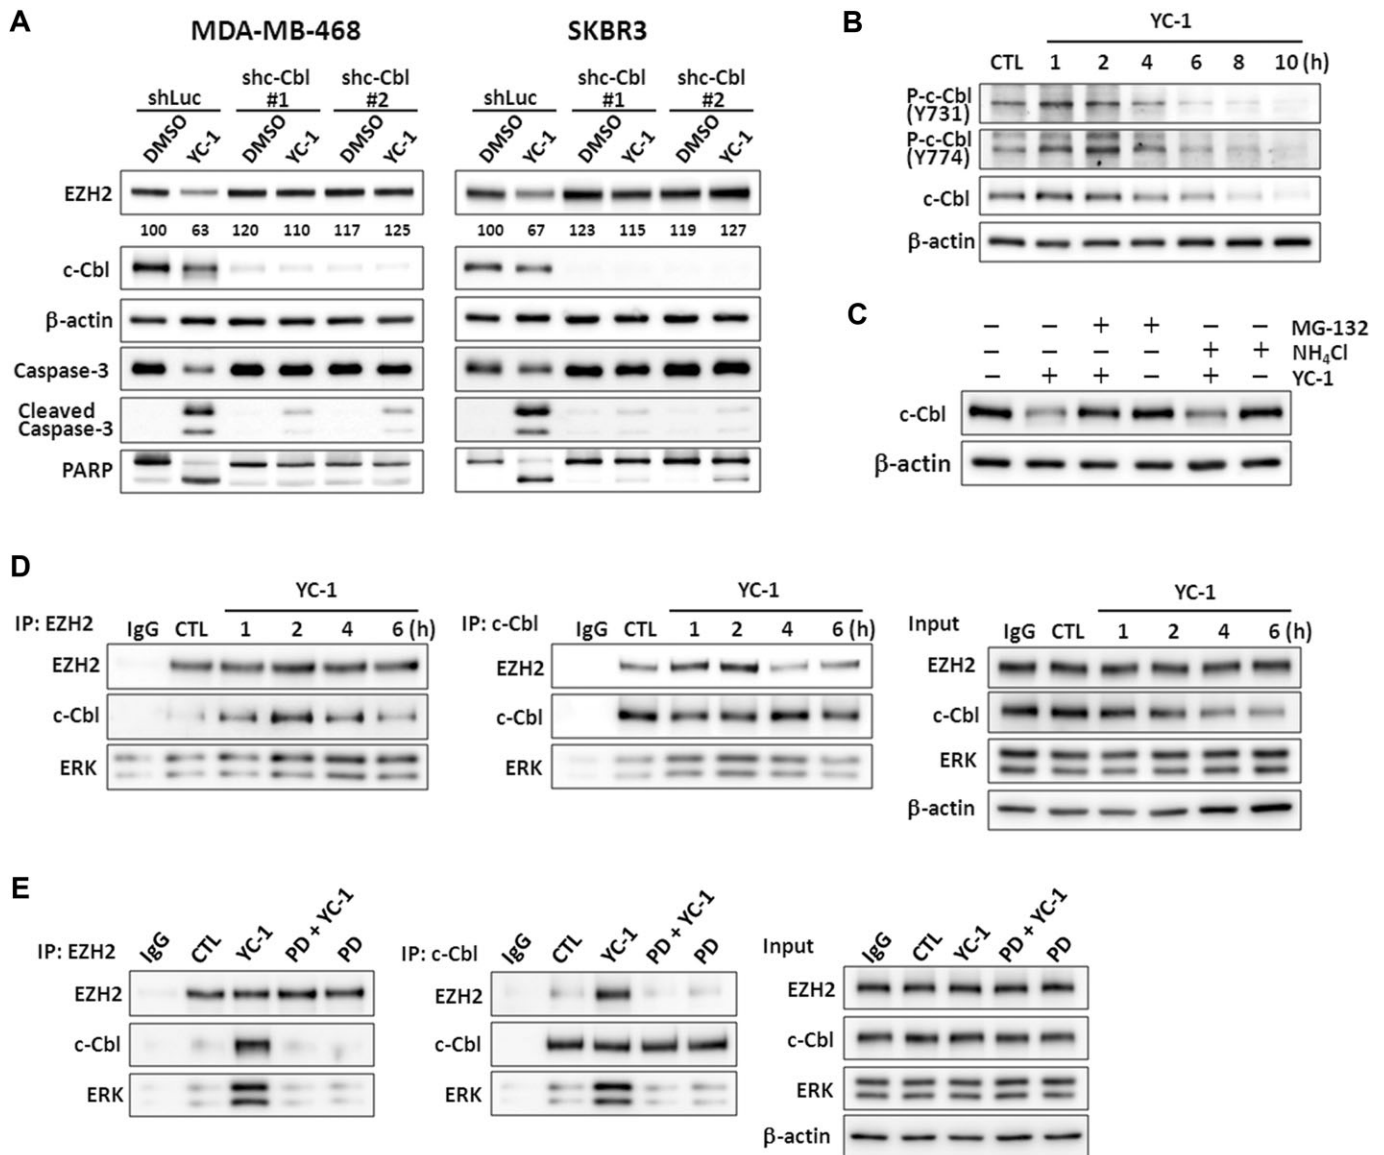 A
MDA-MB-468
SKBR3
shLuc
shc-Cbl
#1
shc-Cbl
#2
shLuc
shc-Cbl
#1
shc-Cbl
#2
DMSO YC-1 DMSO YC-1 DMSO YC-1
DMSO YC-1 DMSO YC-1 DMSO YC-1
EZH2
100 63 120 110 117 125
100 67 123 115 119 127
c-Cbl
β-actin
Caspase-3
Cleaved
Caspase-3
PARP
B
YC-1
CTL 1 2 4 6 8 10 (h)
P-c-Cbl
(Y731)
P-c-Cbl
(Y774)
c-Cbl
β-actin
C
– – + + – – MG-132
– – – – + + NH₄Cl
– + + – + – YC-1
c-Cbl
β-actin
D
YC-1
IP: EZH2 IgG CTL 1 2 4 6 (h)
EZH2
c-Cbl
ERK
YC-1
IP: c-Cbl IgG CTL 1 2 4 6 (h)
EZH2
c-Cbl
ERK
YC-1
Input
IgG CTL 1 2 4 6 (h)
EZH2
c-Cbl
ERK
β-actin
E
IP: EZH2 IgG CTL YC-1 PD + YC-1 PD
EZH2
c-Cbl
ERK
IP: c-Cbl IgG CTL YC-1 PD + YC-1 PD
EZH2
c-Cbl
ERK
Input IgG CTL YC-1 PD + YC-1 PD
EZH2
c-Cbl
ERK
β-actin